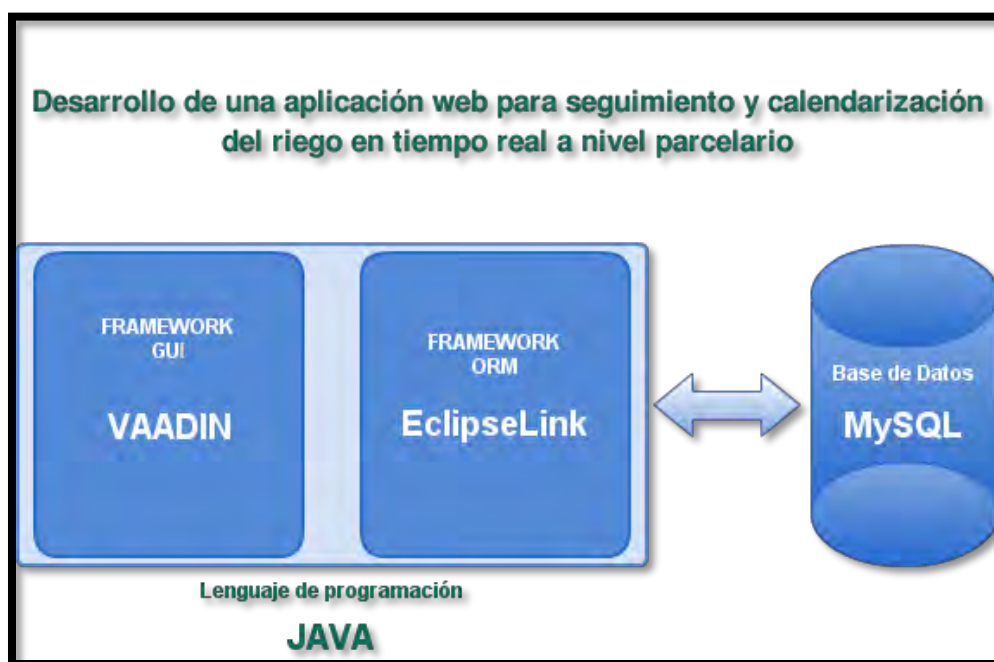 Desarrollo de una aplicación web para seguimiento y calendarización
del riego en tiempo real a nivel parcelario
FRAMEWORK
GUI
VAADIN
FRAMEWORK
ORM
EclipseLink
Base de Datos
MySQL
Lenguaje de programación
JAVA